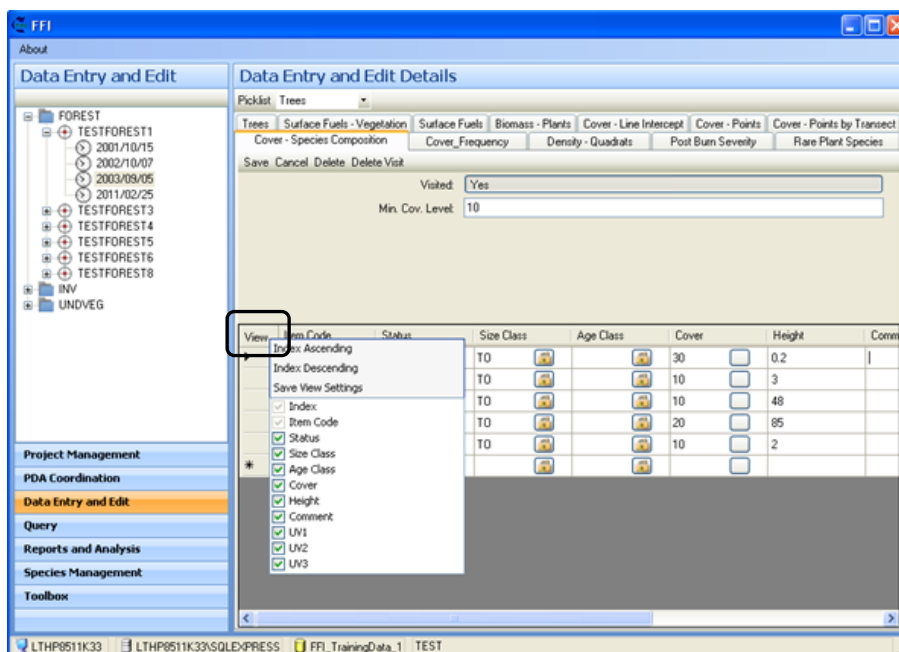 FFI
About
Data Entry and Edit
FOREST
TESTFOREST1
2001/10/15
2002/10/07
2003/09/05
2011/02/25
TESTFOREST3
TESTFOREST4
TESTFOREST5
TESTFOREST6
TESTFOREST8
INV
UNDVEG
Project Management
PDA Coordination
Data Entry and Edit
Query
Reports and Analysis
Species Management
Toolbox
Data Entry and Edit Details
Picklist Trees
Trees Surface Fuels - Vegetation Surface Fuels Biomass - Plants Cover - Line Intercept Cover - Points Cover - Points by Transect
Cover - Species Composition Cover_Frequency Density - Quadrats Post Burn Severity Rare Plant Species
Save Cancel Delete Delete Visit
Visited: Yes
Min. Cov. Level: 10
View Item Code Status Size Class Age Class Cover Height Comm
TO 30 0.2
TO 10 3
TO 10 48
TO 20 85
TO 10 2
*
Index Ascending
Index Descending
Save View Settings
Index
Item Code
Status
Size Class
Age Class
Cover
Height
Comment
UV1
UV2
UV3
LTHP8511K33 LTHP8511K33\SQLEXPRESS FFI_TrainingData_1 TEST